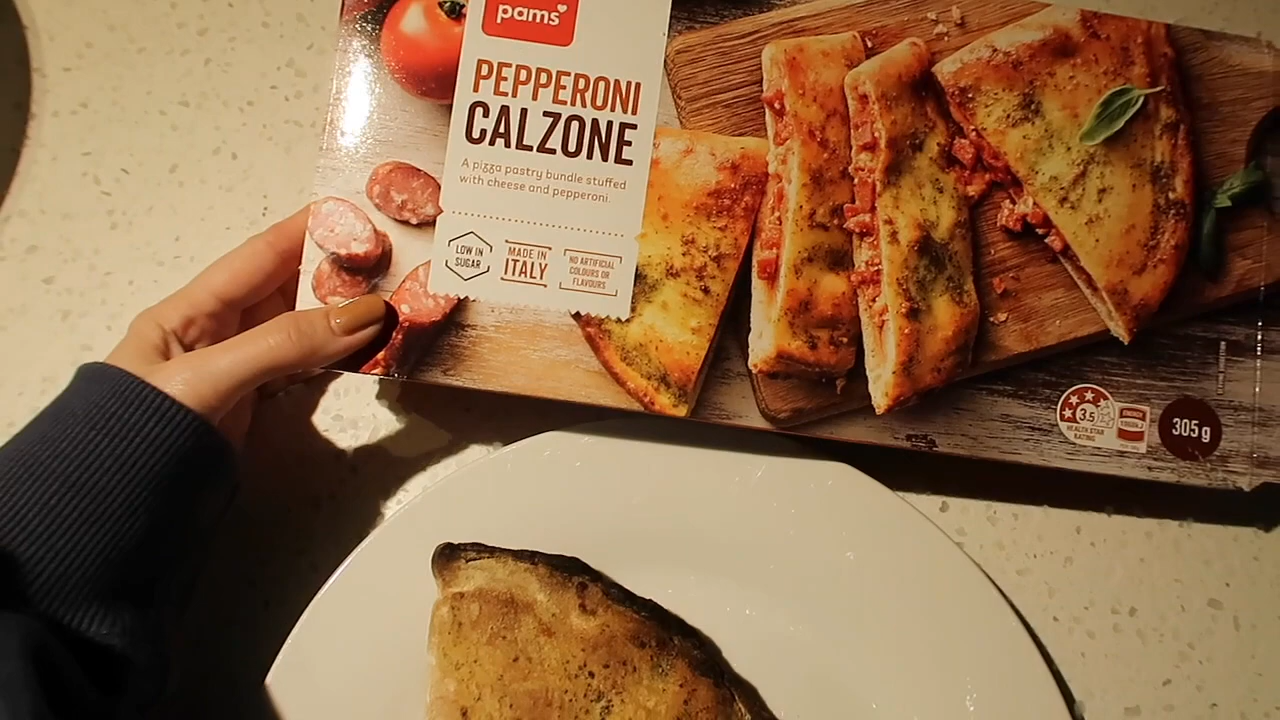 pams
PEPPERONI
CALZONE
A pizza pastry bundle stuffed
with cheese and pepperoni.
LOW IN
SUGAR
MADE IN
ITALY
NO ARTIFICIAL
COLOURS OR
FLAVOURS
3.5
HEALTH STAR
RATING
ENERGY
305g